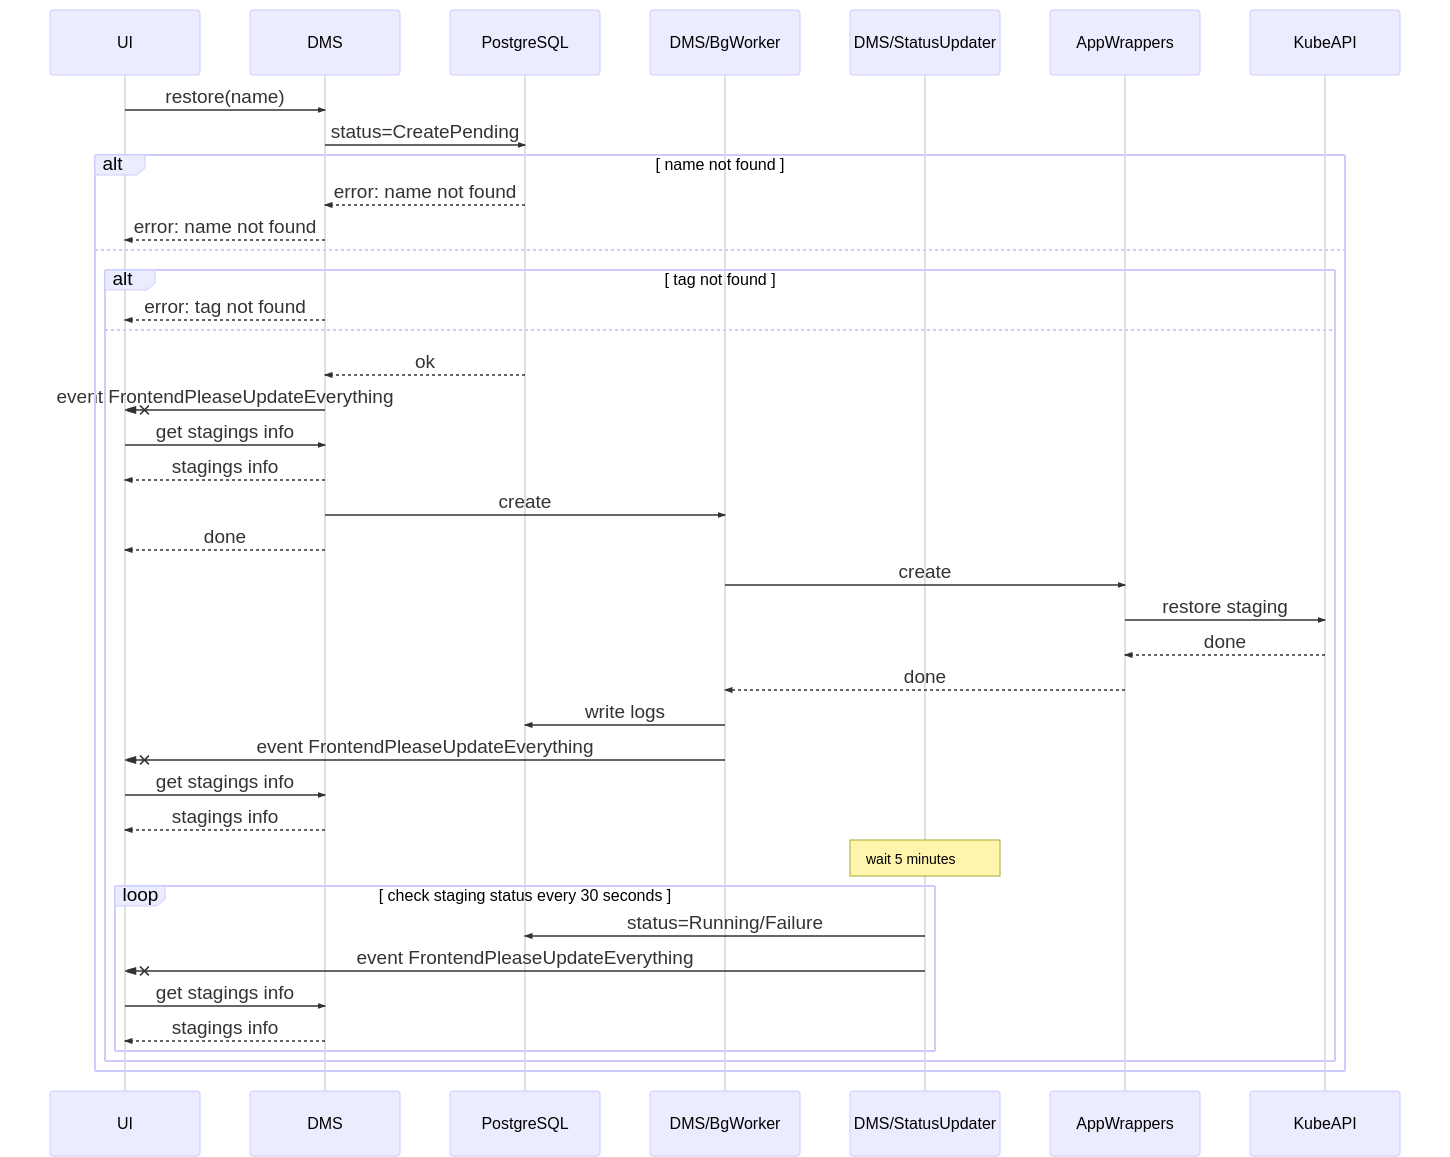 UI
DMS
PostgreSQL
DMS/BgWorker
DMS/StatusUpdater
AppWrappers
KubeAPI
restore(name)
status=CreatePending
alt
[ name not found ]
error: name not found
error: name not found
alt
[ tag not found ]
error: tag not found
ok
event FrontendPleaseUpdateEverything
get stagings info
stagings info
create
done
create
restore staging
done
done
write logs
event FrontendPleaseUpdateEverything
get stagings info
stagings info
wait 5 minutes
loop
[ check staging status every 30 seconds ]
status=Running/Failure
event FrontendPleaseUpdateEverything
get stagings info
stagings info
UI
DMS
PostgreSQL
DMS/BgWorker
DMS/StatusUpdater
AppWrappers
KubeAPI